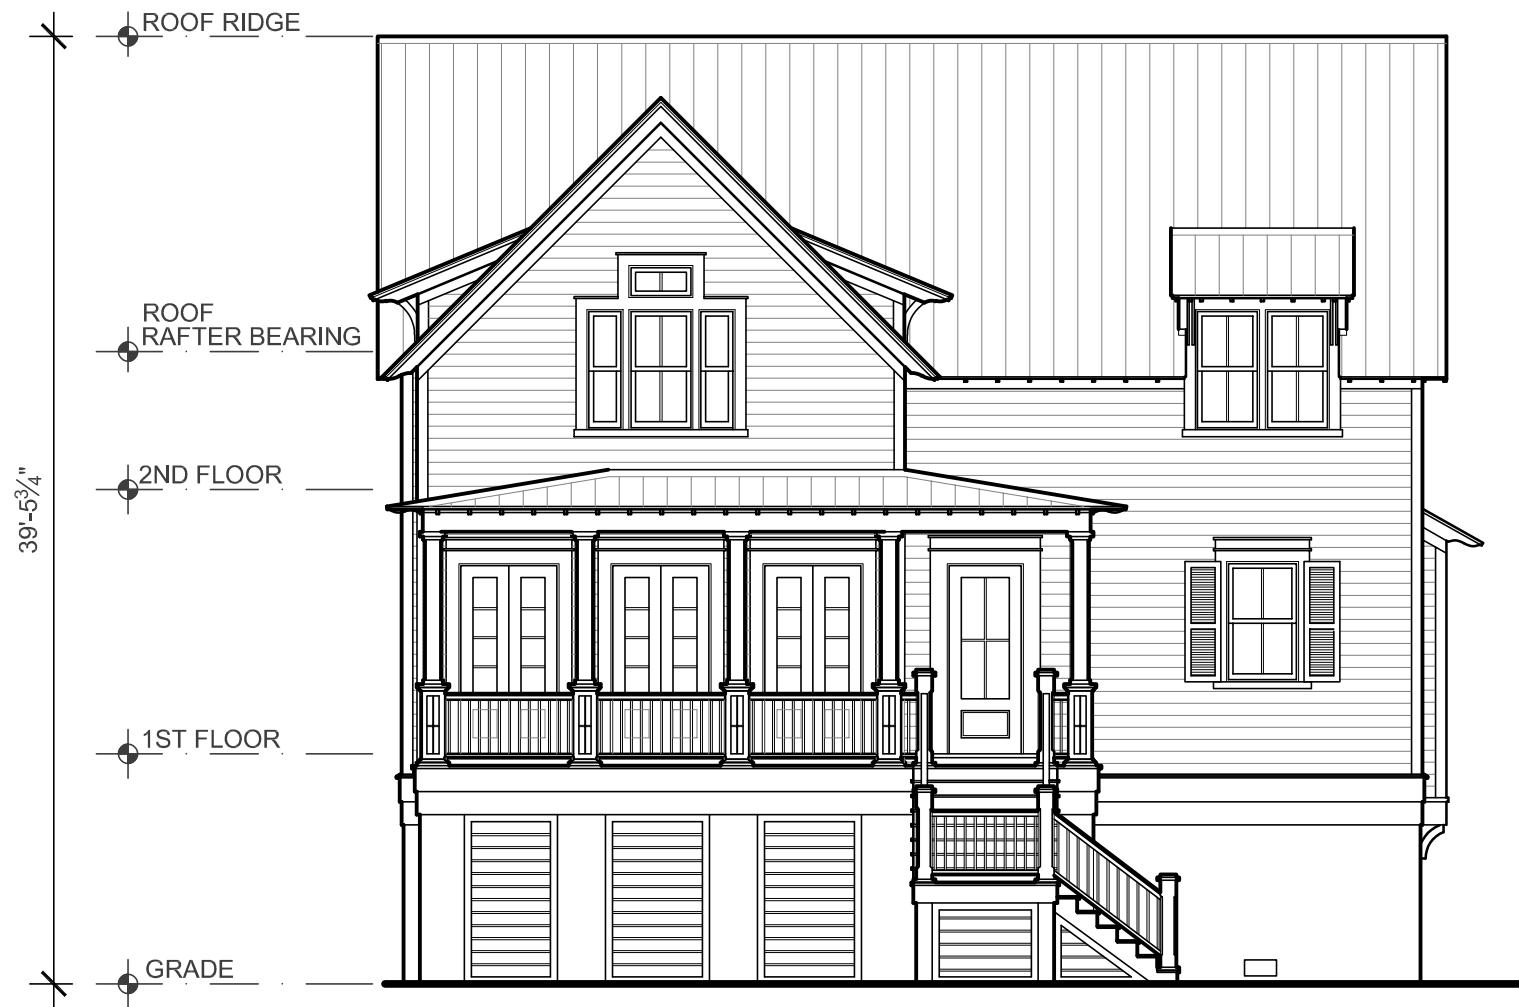 ROOF RIDGE
ROOF
RAFTER BEARING
2ND FLOOR
39'-5¾"
1ST FLOOR
GRADE